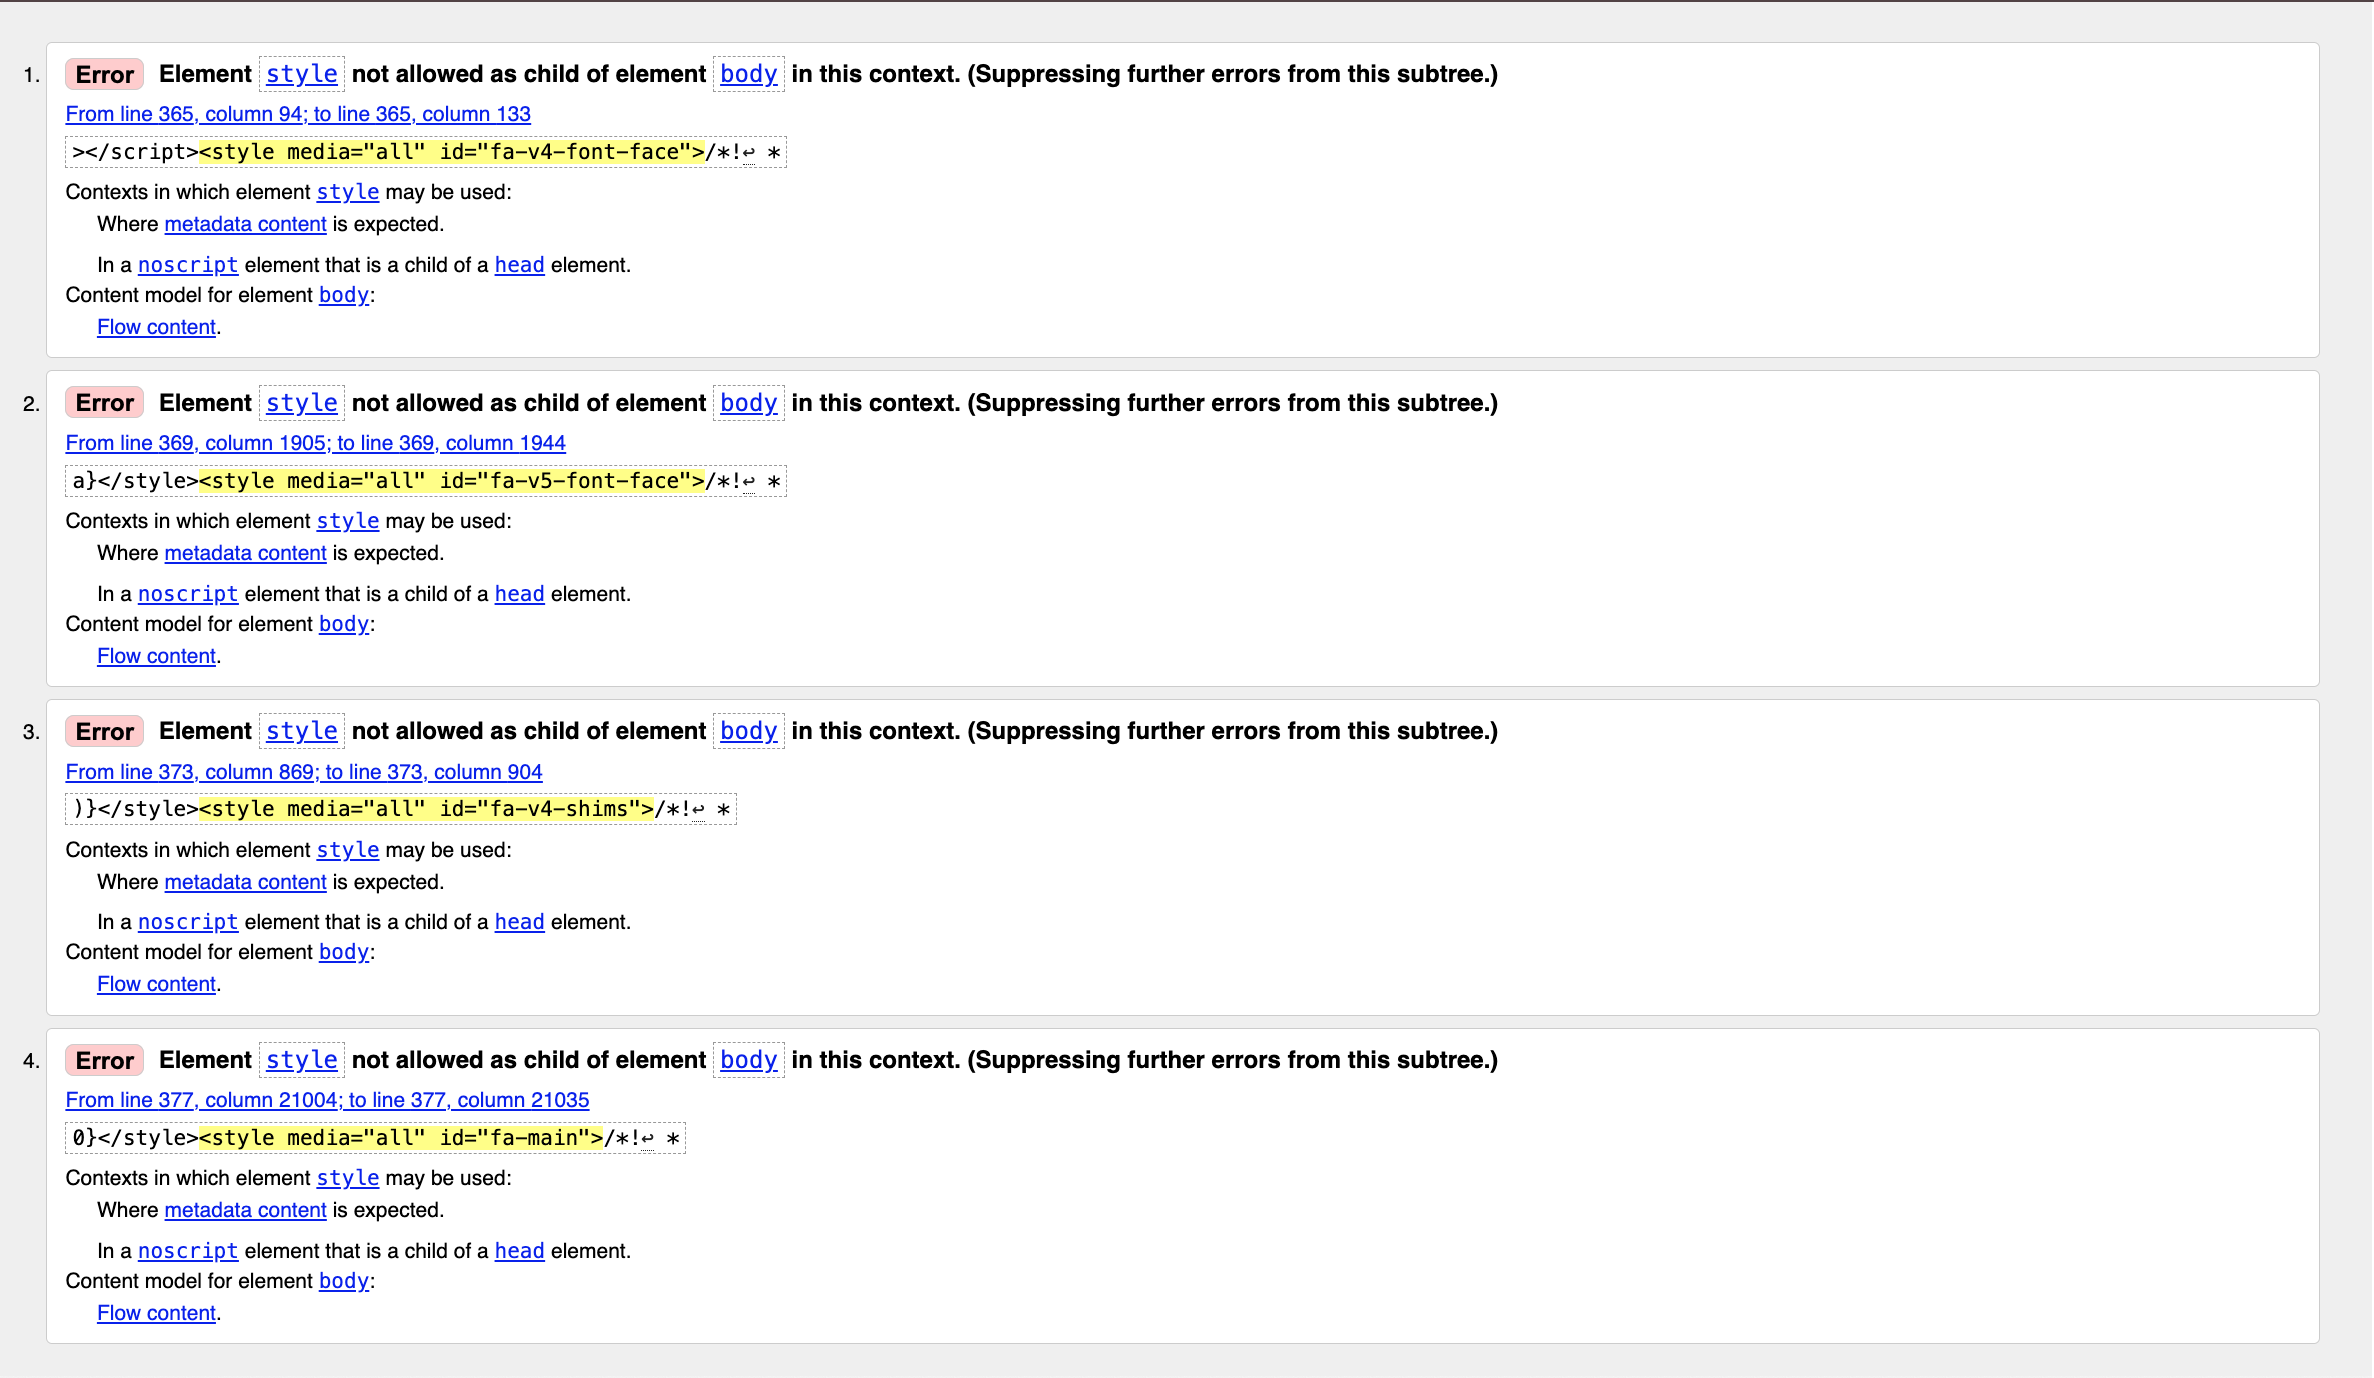 1. Error Element style not allowed as child of element body in this context. (Suppressing further errors from this subtree.)
From line 365, column 94; to line 365, column 133
></script><style media="all" id="fa-v4-font-face">/*!↩ *
Contexts in which element style may be used:
Where metadata content is expected.
In a noscript element that is a child of a head element.
Content model for element body:
Flow content.
2. Error Element style not allowed as child of element body in this context. (Suppressing further errors from this subtree.)
From line 369, column 1905; to line 369, column 1944
a}</style><style media="all" id="fa-v5-font-face">/*!↩ *
Contexts in which element style may be used:
Where metadata content is expected.
In a noscript element that is a child of a head element.
Content model for element body:
Flow content.
3. Error Element style not allowed as child of element body in this context. (Suppressing further errors from this subtree.)
From line 373, column 869; to line 373, column 904
)}</style><style media="all" id="fa-v4-shims">/*!↩ *
Contexts in which element style may be used:
Where metadata content is expected.
In a noscript element that is a child of a head element.
Content model for element body:
Flow content.
4. Error Element style not allowed as child of element body in this context. (Suppressing further errors from this subtree.)
From line 377, column 21004; to line 377, column 21035
0}</style><style media="all" id="fa-main">/*!↩ *
Contexts in which element style may be used:
Where metadata content is expected.
In a noscript element that is a child of a head element.
Content model for element body:
Flow content.